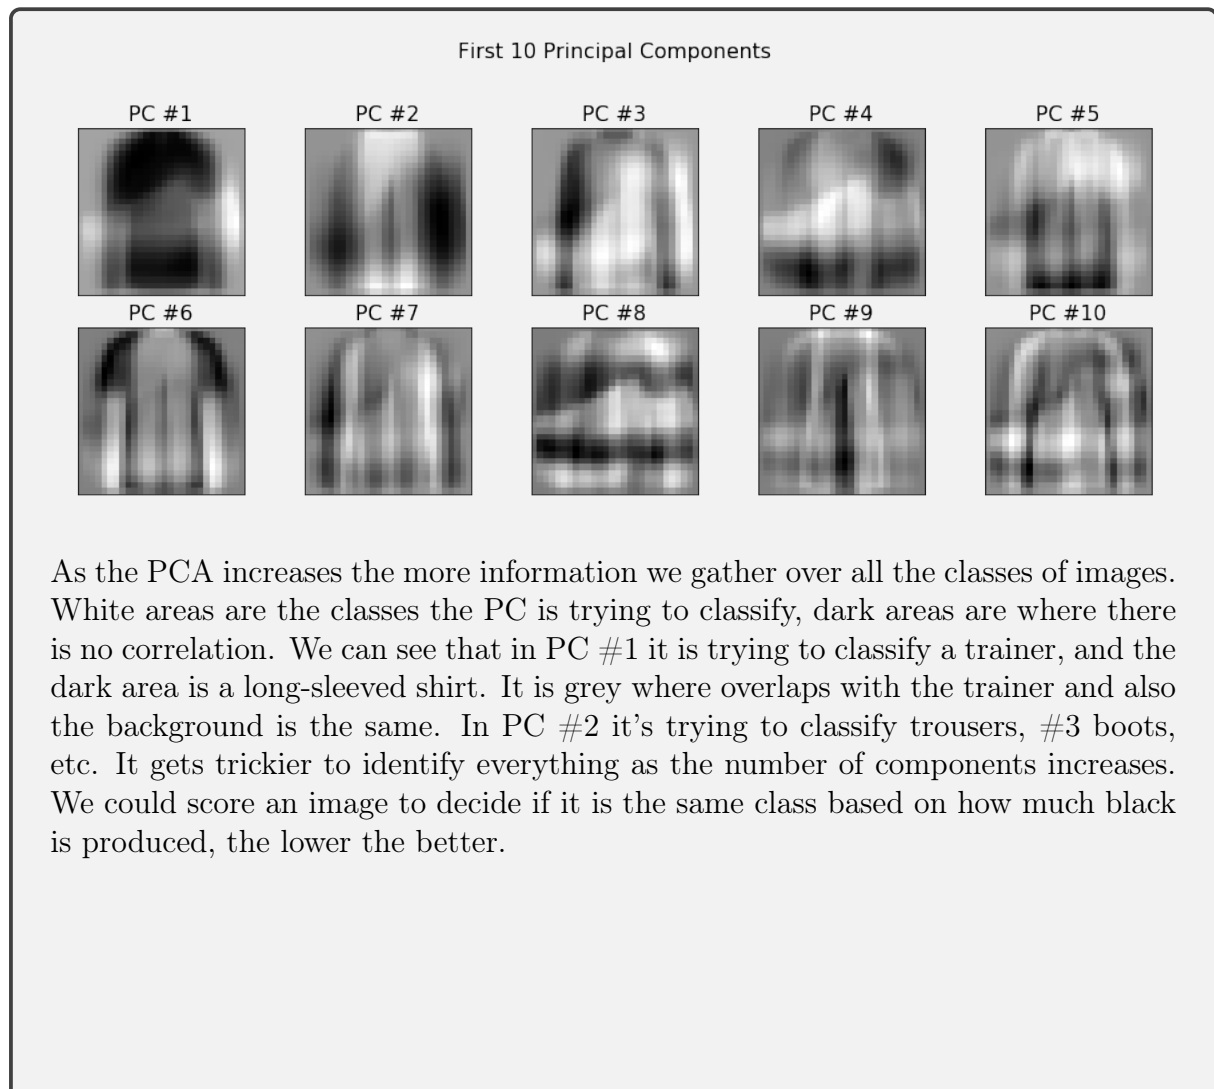 First 10 Principal Components
PC #1 PC #2 PC #3 PC #4 PC #5
PC #6 PC #7 PC #8 PC #9 PC #10
As the PCA increases the more information we gather over all the classes of images.
White areas are the classes the PC is trying to classify, dark areas are where there
is no correlation. We can see that in PC #1 it is trying to classify a trainer, and the
dark area is a long-sleeved shirt. It is grey where overlaps with the trainer and also
the background is the same. In PC #2 it's trying to classify trousers, #3 boots,
etc. It gets trickier to identify everything as the number of components increases.
We could score an image to decide if it is the same class based on how much black
is produced, the lower the better.